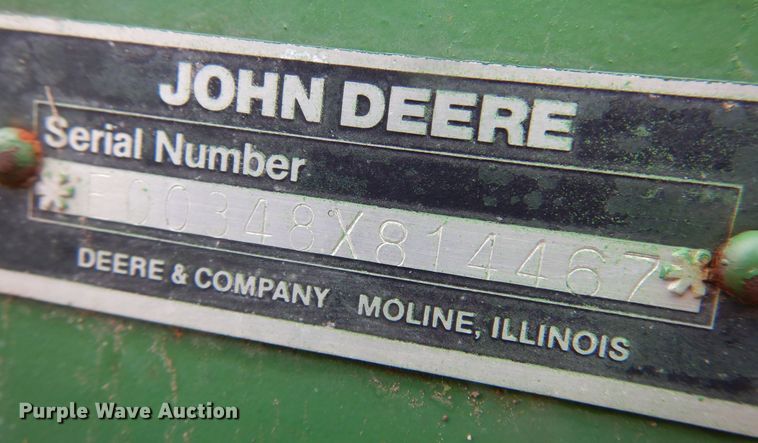 JOHN DEERE
Serial Number
*E00348X814467*
DEERE & COMPANY MOLINE, ILLINOIS
Purple Wave Auction